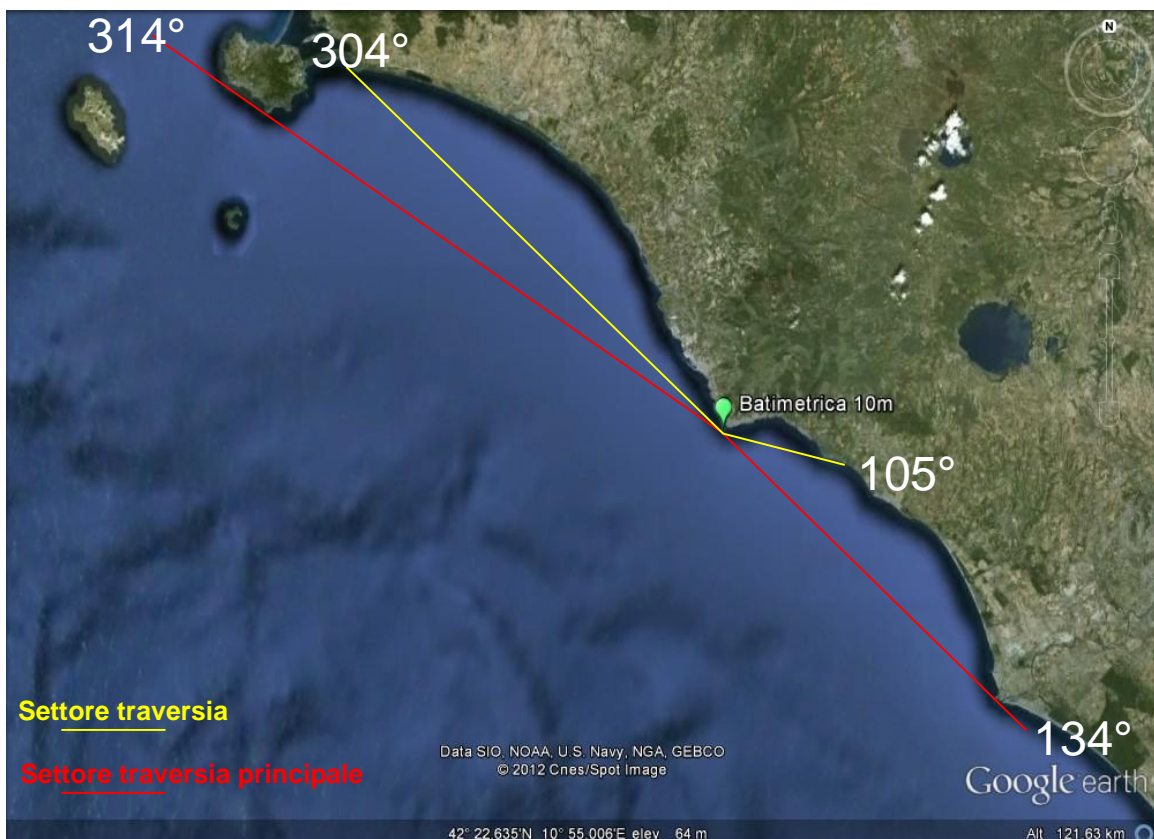 314°
304°
N
Batimetrica 10m
105°
Settore traversia
134°
Settore traversia principale
Data SIO, NOAA, U.S. Navy, NGA, GEBCO
© 2012 Cnes/Spot Image
Google earth
42° 22.635'N 10° 55.006'E elev 64 m
Alt 121.63 km